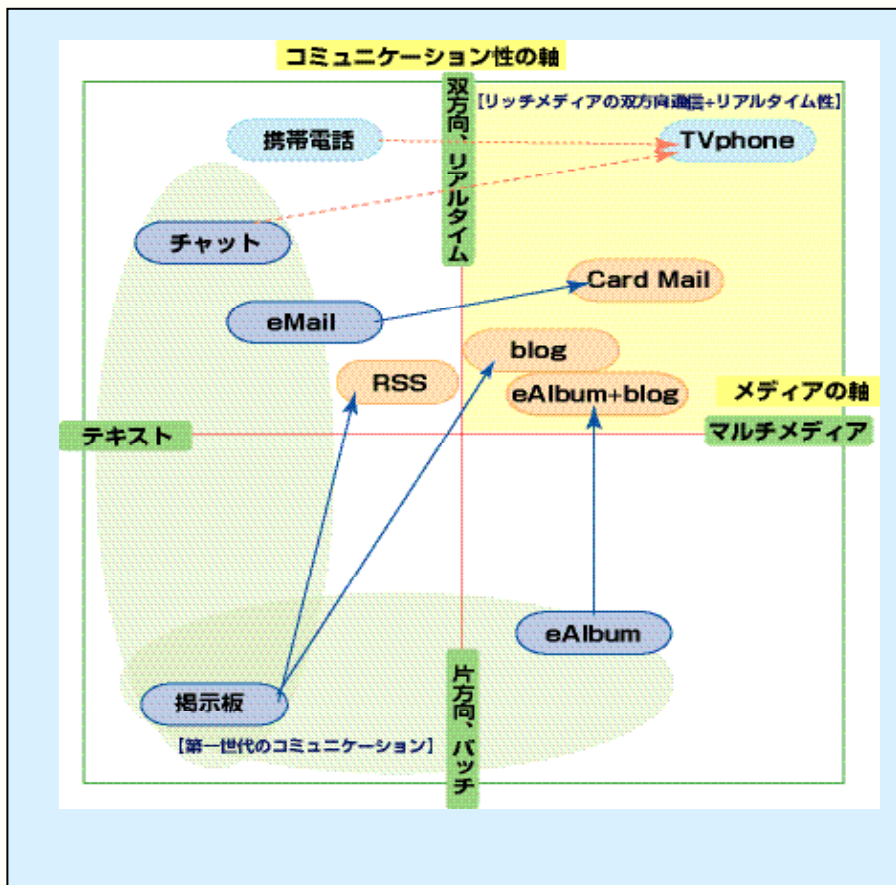 コミュニケーション性の軸
双方向、リアルタイム
【リッチメディアの双方向通信+リアルタイム性】
携帯電話
TVphone
チャット
Card Mail
eMail
blog
RSS
eAlbum+blog
メディアの軸
テキスト
マルチメディア
eAlbum
片方向、バッチ
掲示板
【第一世代のコミュニケーション】